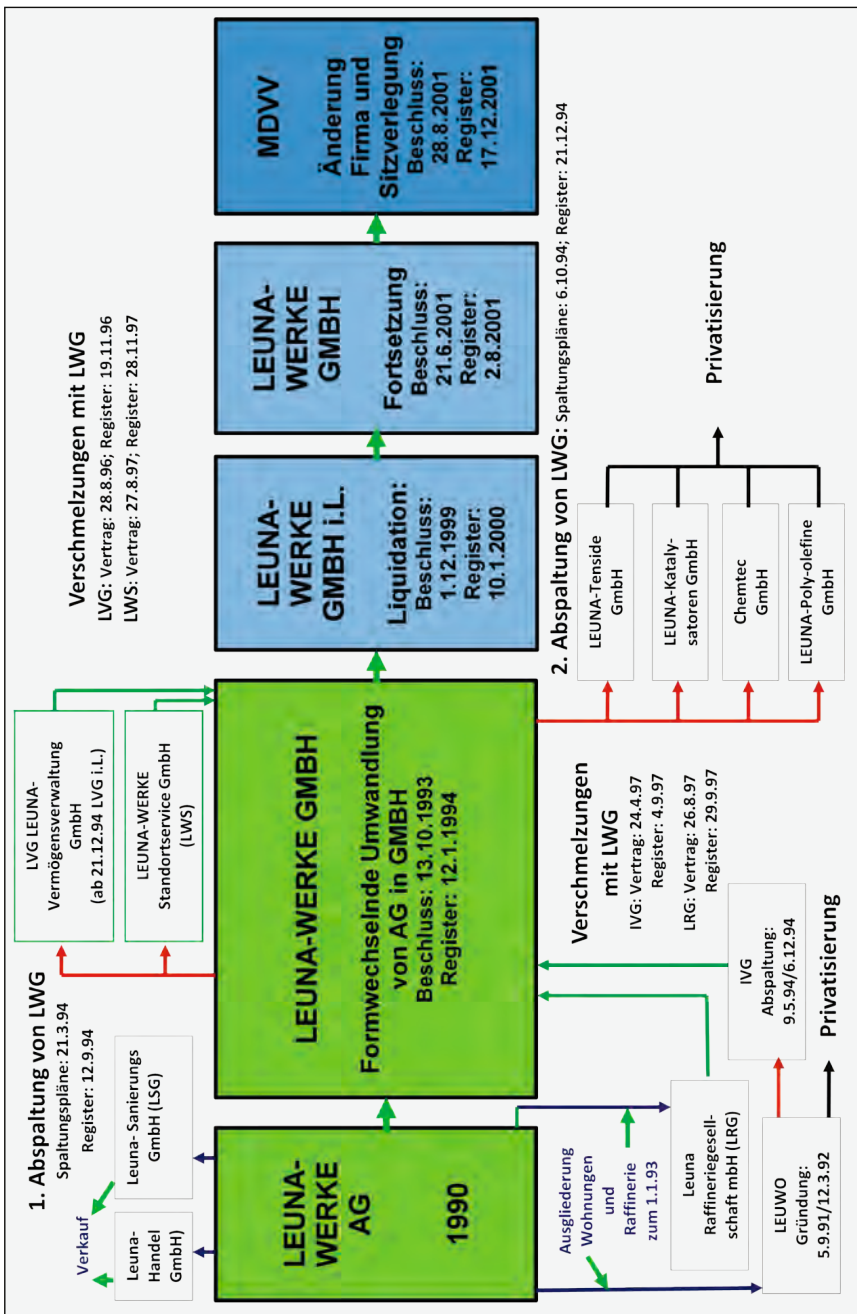 1. Abspaltung von LWG
Spaltungspläne: 21.3.94
Register: 12.9.94
Verkauf
Leuna-
Handel
GmbH)
Leuna- Sanierungs
GmbH (LSG)
LVG LEUNA-
Vermögensverwaltung
GmbH
(ab 21.12.94 LVG i.L.)
LEUNA-WERKE
Standortservice GmbH
(LWS)
Verschmelzungen mit LWG
LVG: Vertrag: 28.8.96; Register: 19.11.96
LWS: Vertrag: 27.8.97; Register: 28.11.97
LEUNA-
WERKE
AG
1990
LEUNA-WERKE GMBH
Formwechselnde Umwandlung
von AG in GMBH
Beschluss: 13.10.1993
Register: 12.1.1994
LEUNA-
WERKE
GMBH i.L.
Liquidation:
Beschluss:
1.12.1999
Register:
10.1.2000
LEUNA-
WERKE
GMBH
Fortsetzung
Beschluss:
21.6.2001
Register:
2.8.2001
MDVV
Änderung
Firma und
Sitzverlegung
Beschluss:
28.8.2001
Register:
17.12.2001
Ausgliederung
Wohnungen
und
Raffinerie
zum 1.1.93
Leuna
Raffineriegesell-
schaft mbH (LRG)
LEUWO
Gründung:
5.9.91/12.3.92
IVG
Abspaltung:
9.5.94/6.12.94
Privatisierung
Verschmelzungen
mit LWG
IVG: Vertrag: 24.4.97
Register: 4.9.97
LRG: Vertrag: 26.8.97
Register: 29.9.97
2. Abspaltung von LWG: Spaltungspläne: 6.10.94; Register: 21.12.94
LEUNA-Tenside
GmbH
LEUNA-Kataly-
satoren GmbH
Chemtec
GmbH
LEUNA-Poly-olefine
GmbH
Privatisierung